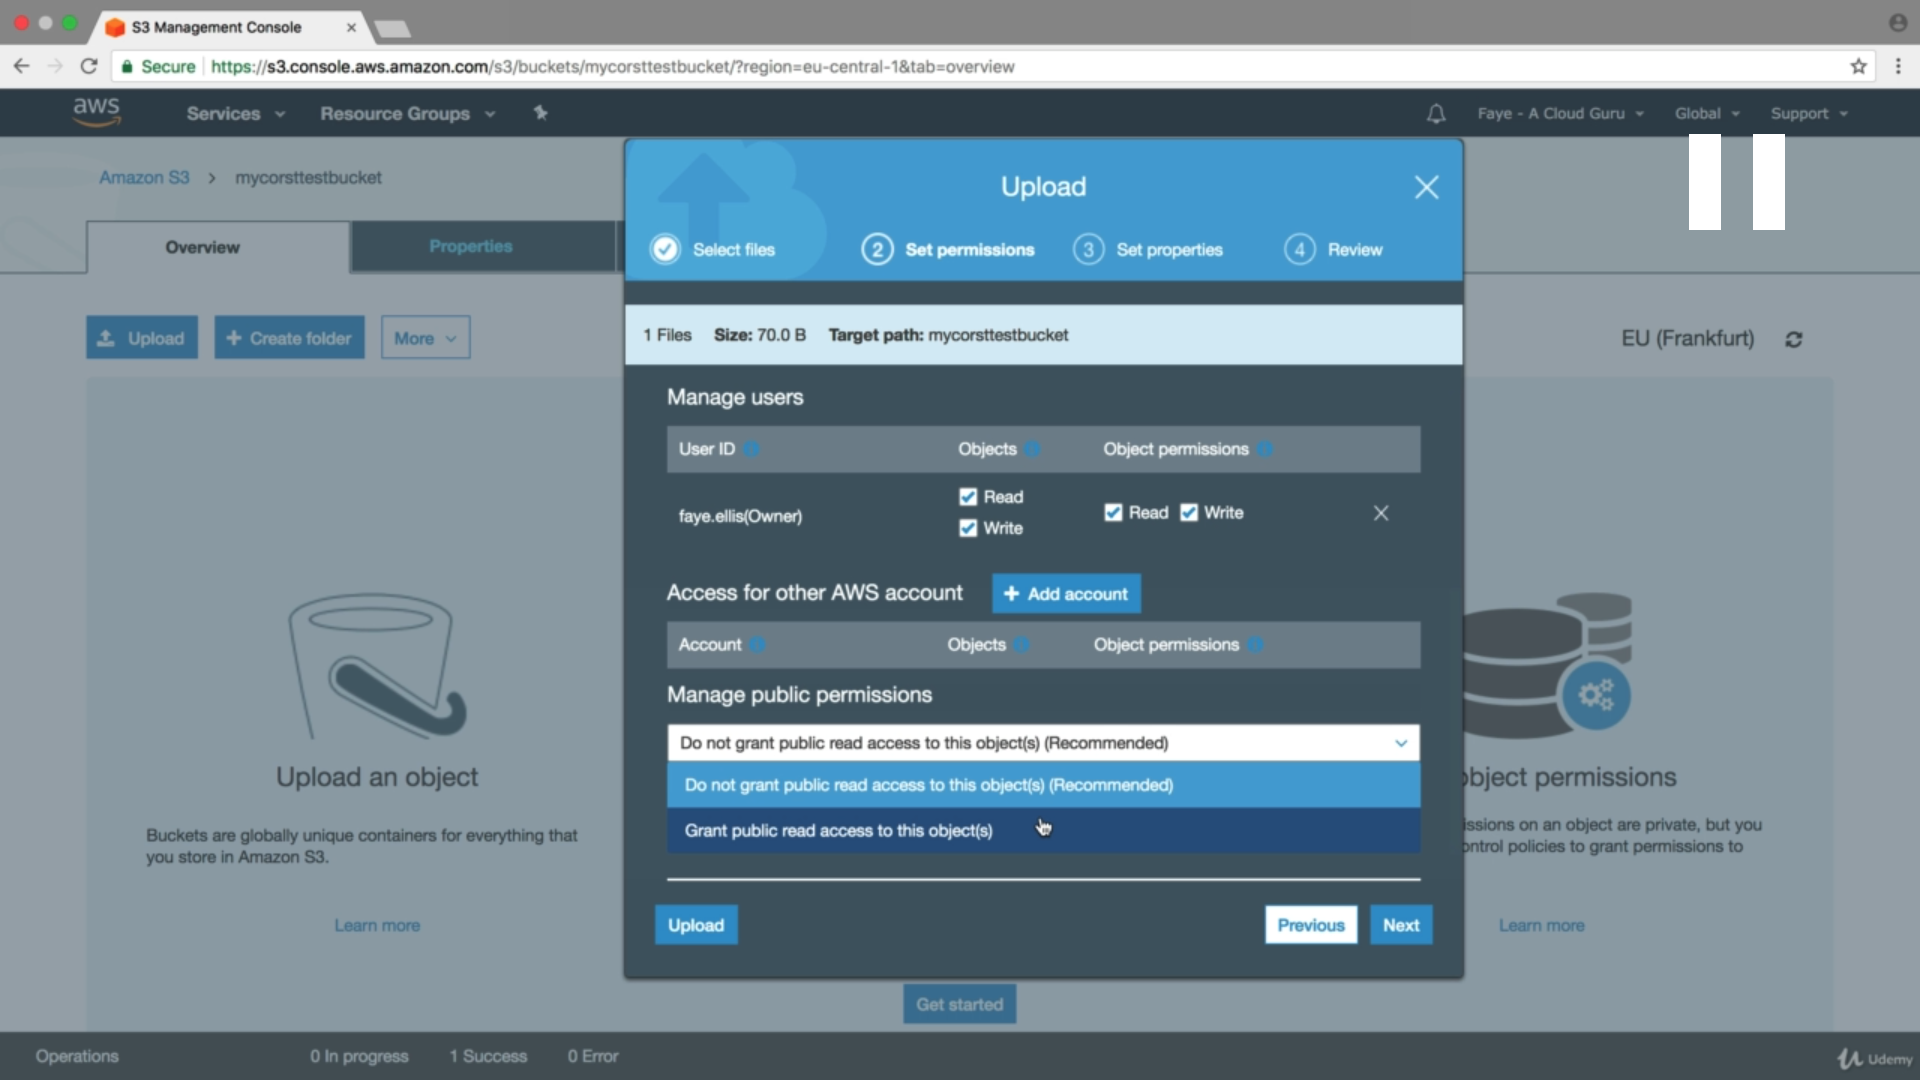 S3 Management Console
Secure https://s3.console.aws.amazon.com/s3/buckets/mycorsttestbucket/?region=eu-central-1&tab=overview
aws Services Resource Groups Faye - A Cloud Guru Global Support
Amazon S3 > mycorsttestbucket
Overview Properties
Upload
Select files 2 Set permissions 3 Set properties 4 Review
Upload + Create folder More
EU (Frankfurt)
1 Files Size: 70.0 B Target path: mycorsttestbucket
Manage users
User ID Objects Object permissions
faye.ellis(Owner) Read Write Read Write
Access for other AWS account + Add account
Account Objects Object permissions
Manage public permissions
Do not grant public read access to this object(s) (Recommended)
Do not grant public read access to this object(s) (Recommended)
Grant public read access to this object(s)
Upload Previous Next
Upload an object
Buckets are globally unique containers for everything that
you store in Amazon S3.
Learn more
object permissions
issions on an object are private, but you
ontrol policies to grant permissions to
Learn more
Get started
Operations 0 In progress 1 Success 0 Error
Udemy